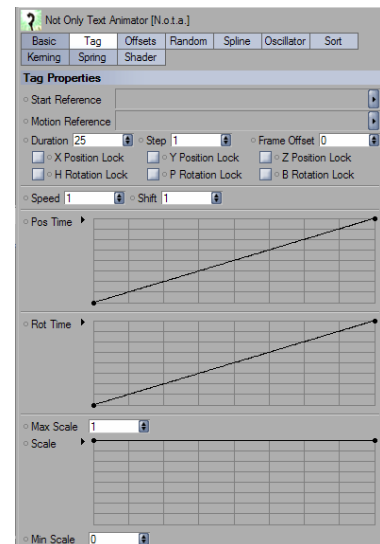 Not Only Text Animator [N.o.t.a.]
Basic Tag Offsets Random Spline Oscillator Sort
Kerning Spring Shader
Tag Properties
Start Reference
Motion Reference
Duration 25 Step 1 Frame Offset 0
X Position Lock Y Position Lock Z Position Lock
H Rotation Lock P Rotation Lock B Rotation Lock
Speed 1 Shift 1
Pos Time
Rot Time
Max Scale 1
Scale
Min Scale 0